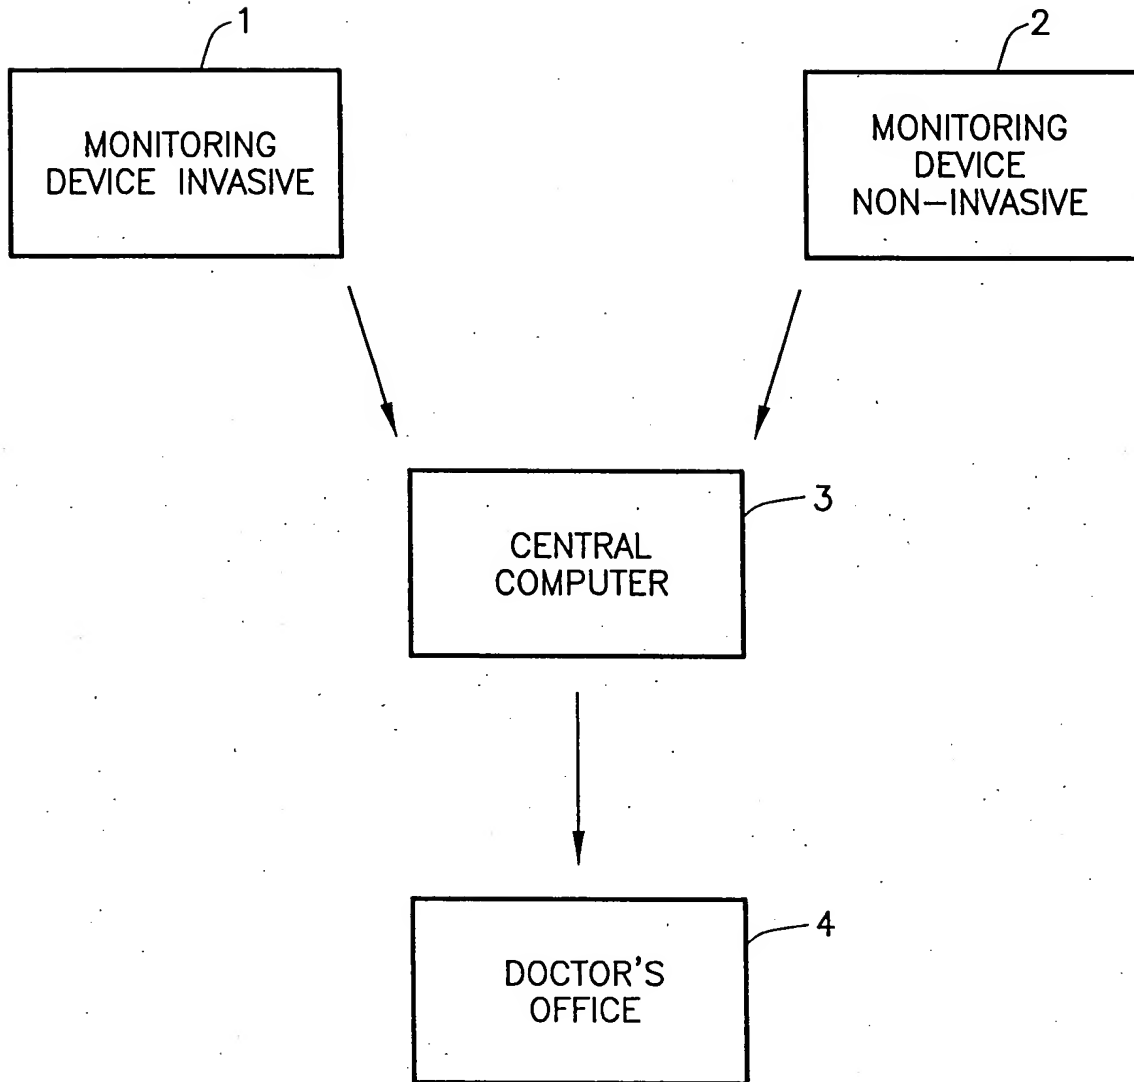 1
MONITORING
DEVICE INVASIVE
2
MONITORING
DEVICE
NON-INVASIVE
3
CENTRAL
COMPUTER
4
DOCTOR'S
OFFICE